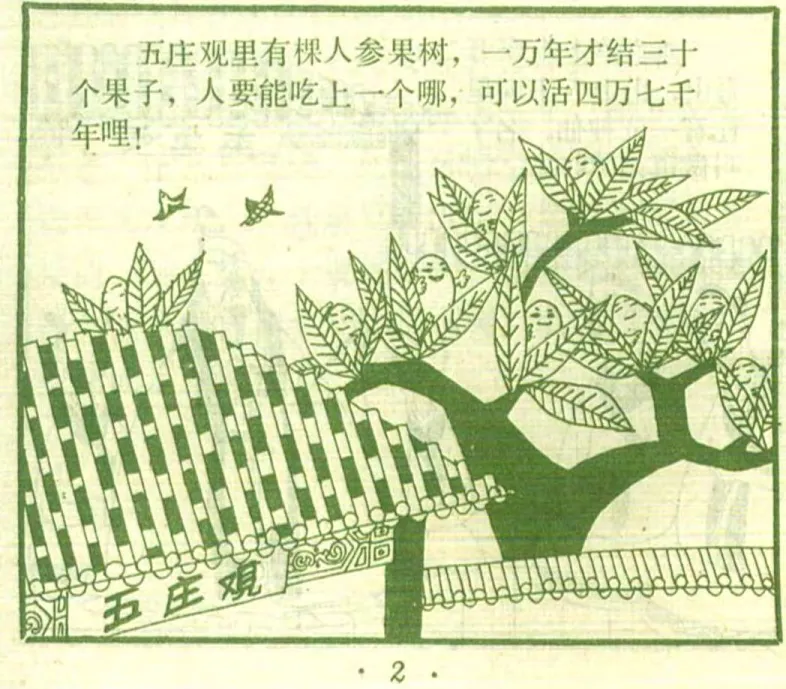 五庄观里有棵人参果树，一万年才结三十
个果子，人要能吃上一个哪，可以活四万七千
年哩！
五庄觀
· 2 ·